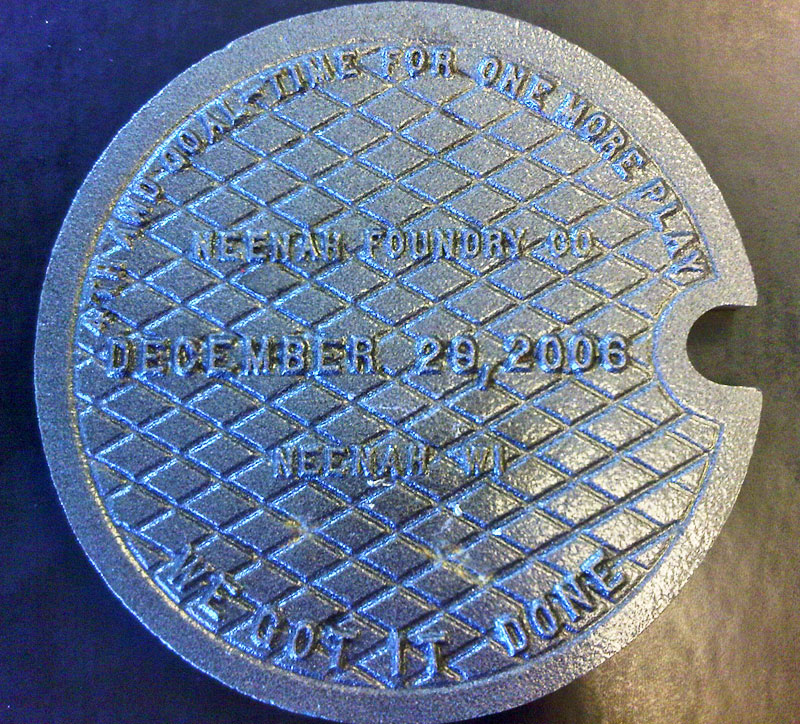 4TH-AND-GOAL-TIME FOR ONE MORE PLAY
NEENAH FOUNDRY CO
DECEMBER 29, 2006
NEENAH WI
WE GOT IT DONE